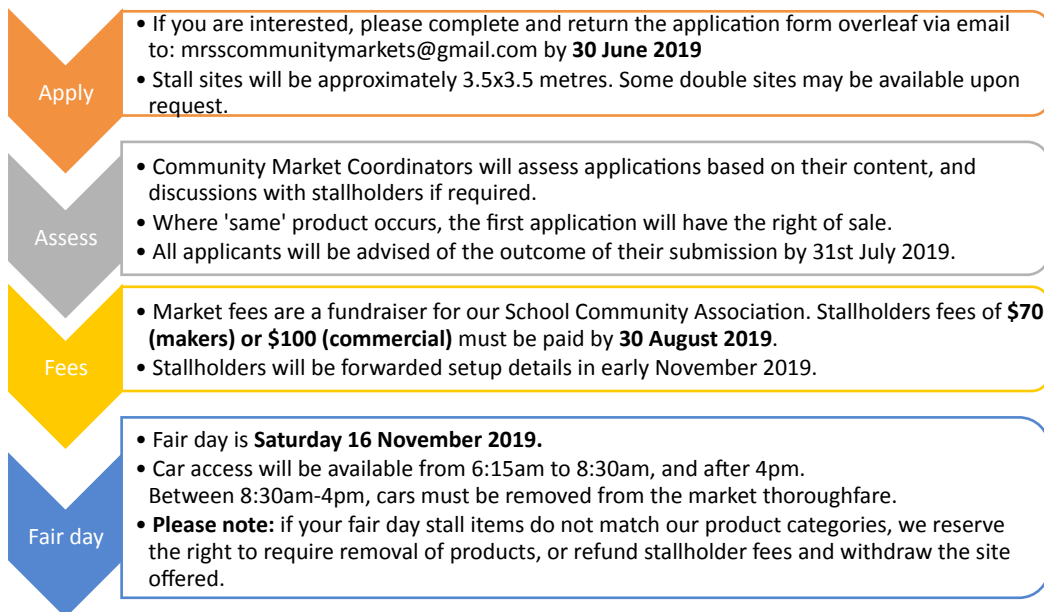 Apply
• If you are interested, please complete and return the application form overleaf via email
to: mrsscommunitymarkets@gmail.com by 30 June 2019
• Stall sites will be approximately 3.5x3.5 metres. Some double sites may be available upon
request.
Assess
• Community Market Coordinators will assess applications based on their content, and
discussions with stallholders if required.
• Where 'same' product occurs, the first application will have the right of sale.
• All applicants will be advised of the outcome of their submission by 31st July 2019.
Fees
• Market fees are a fundraiser for our School Community Association. Stallholders fees of $70
(makers) or $100 (commercial) must be paid by 30 August 2019.
• Stallholders will be forwarded setup details in early November 2019.
Fair day
• Fair day is Saturday 16 November 2019.
• Car access will be available from 6:15am to 8:30am, and after 4pm.
Between 8:30am-4pm, cars must be removed from the market thoroughfare.
• Please note: if your fair day stall items do not match our product categories, we reserve
the right to require removal of products, or refund stallholder fees and withdraw the site
offered.